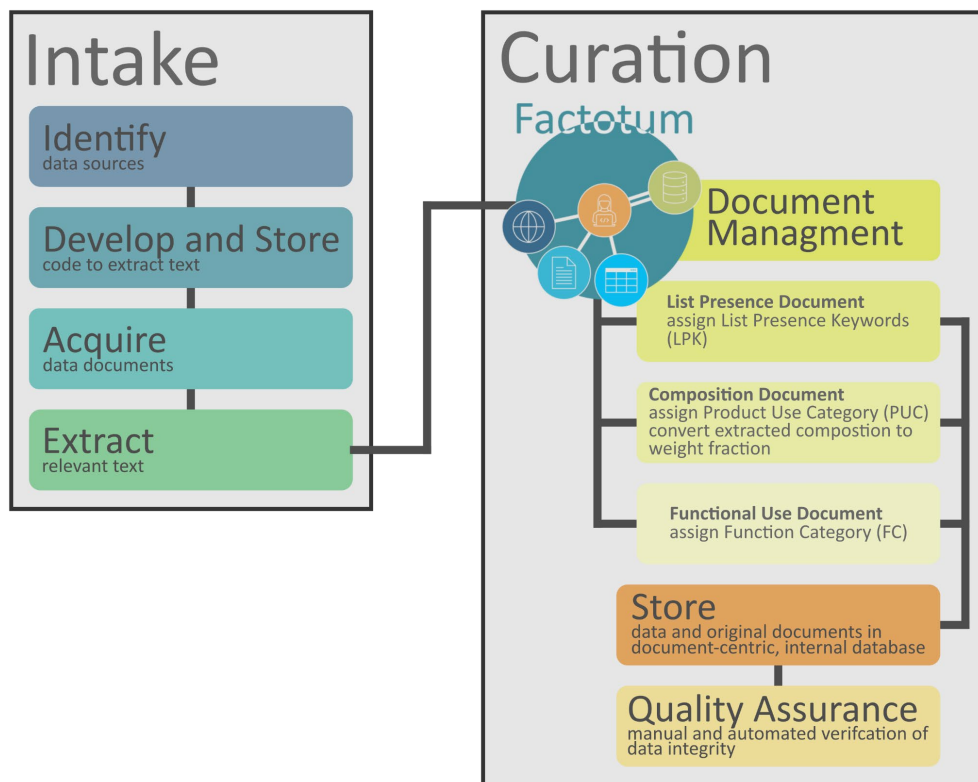 Intake
Identify
data sources
Develop and Store
code to extract text
Acquire
data documents
Extract
relevant text
Curation
Factotum
Document
Managment
List Presence Document
assign List Presence Keywords
(LPK)
Composition Document
assign Product Use Category (PUC)
convert extracted compostion to
weight fraction
Functional Use Document
assign Function Category (FC)
Store
data and original documents in
document-centric, internal database
Quality Assurance
manual and automated verifcation of
data integrity